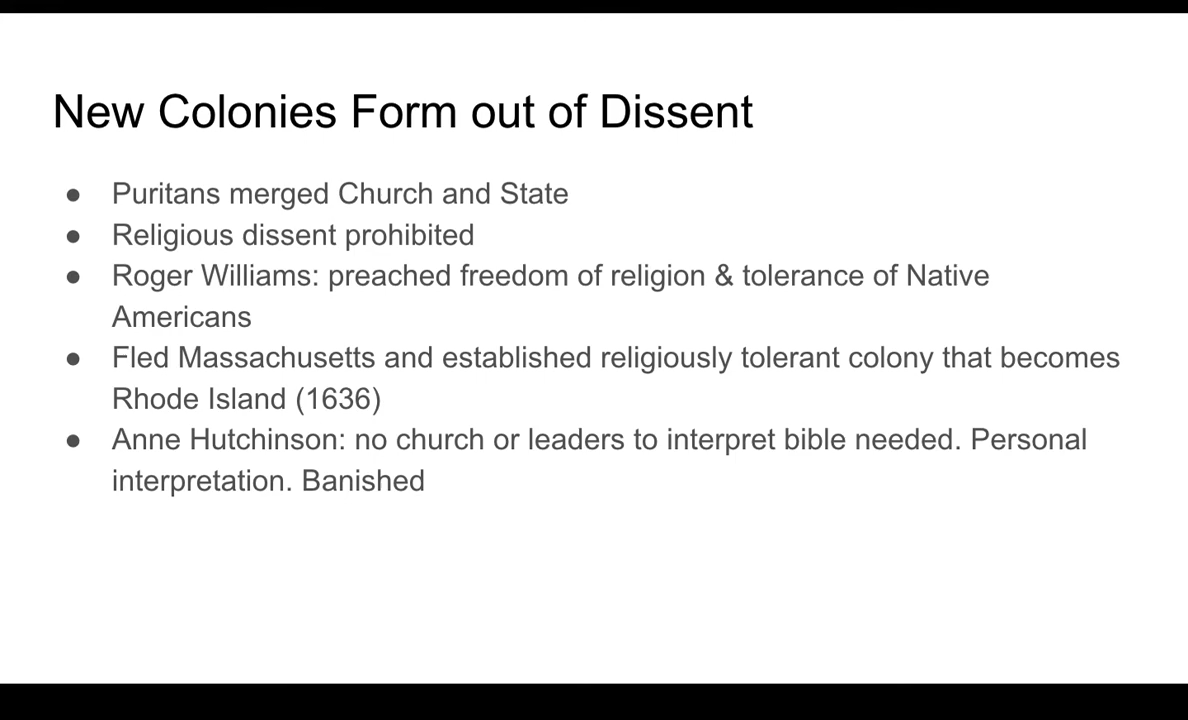 New Colonies Form out of Dissent
● Puritans merged Church and State
● Religious dissent prohibited
● Roger Williams: preached freedom of religion & tolerance of Native
Americans
● Fled Massachusetts and established religiously tolerant colony that becomes
Rhode Island (1636)
● Anne Hutchinson: no church or leaders to interpret bible needed. Personal
interpretation. Banished